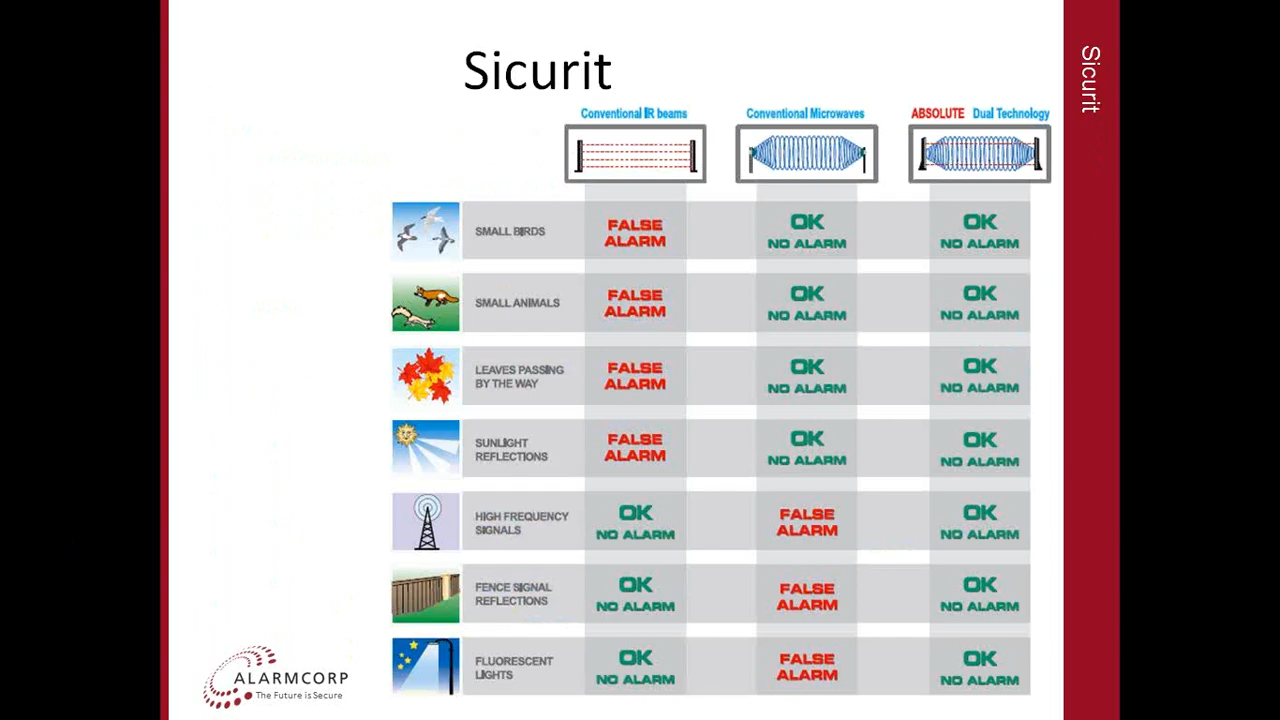 Sicurit
Sicurit
Conventional IR beams
Conventional Microwaves
ABSOLUTE Dual Technology
SMALL BIRDS
FALSE
ALARM
OK
NO ALARM
OK
NO ALARM
SMALL ANIMALS
FALSE
ALARM
OK
NO ALARM
OK
NO ALARM
LEAVES PASSING
BY THE WAY
FALSE
ALARM
OK
NO ALARM
OK
NO ALARM
SUNLIGHT
REFLECTIONS
FALSE
ALARM
OK
NO ALARM
OK
NO ALARM
HIGH FREQUENCY
SIGNALS
OK
NO ALARM
FALSE
ALARM
OK
NO ALARM
FENCE SIGNAL
REFLECTIONS
OK
NO ALARM
FALSE
ALARM
OK
NO ALARM
FLUORESCENT
LIGHTS
OK
NO ALARM
FALSE
ALARM
OK
NO ALARM
ALARMCORP
The Future is Secure